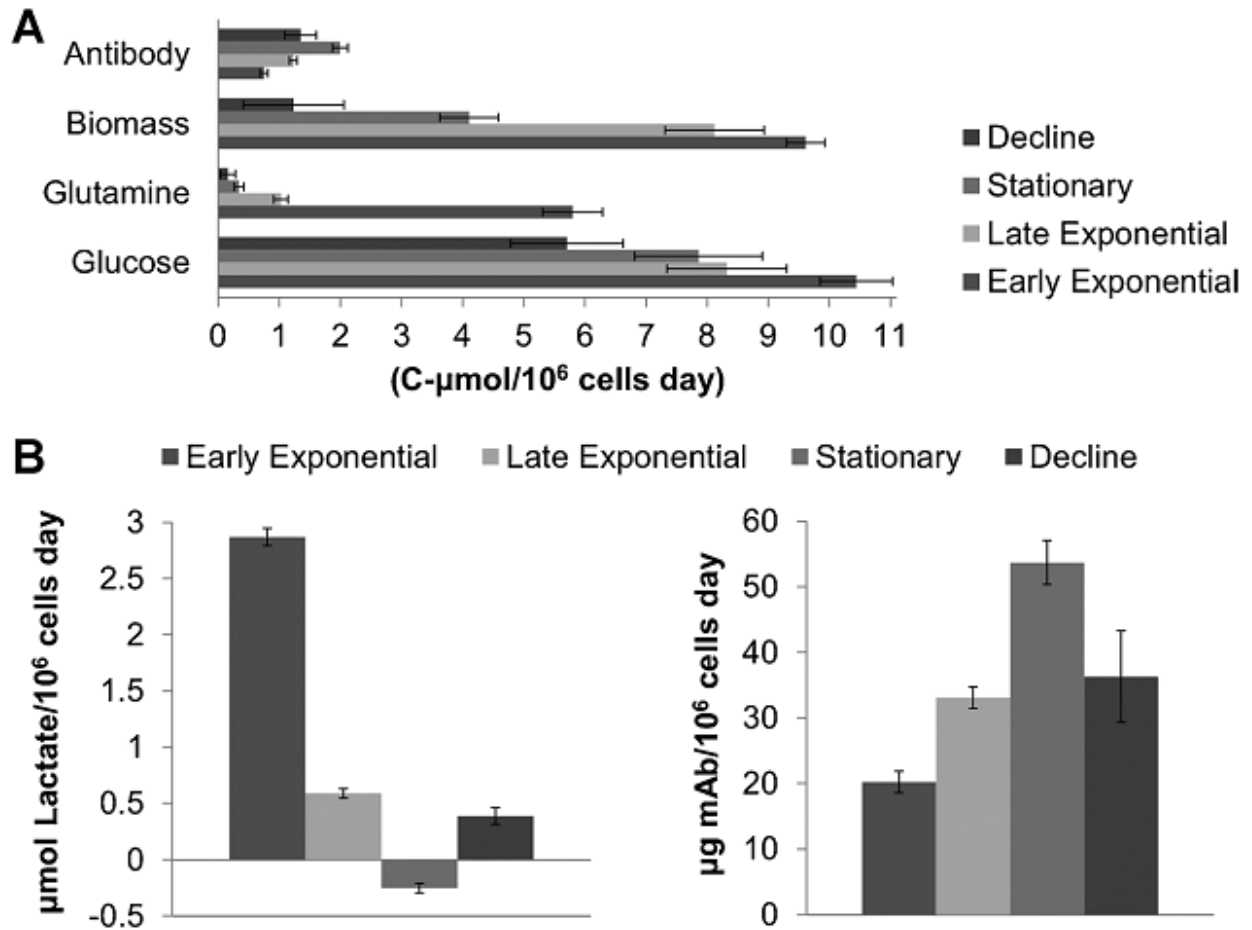 A
Antibody
Biomass
Glutamine
Glucose
0 1 2 3 4 5 6 7 8 9 10 11
(C-µmol/10⁶ cells day)
Decline
Stationary
Late Exponential
Early Exponential
B
Early Exponential Late Exponential Stationary Decline
µmol Lactate/10⁶ cells day
3
2.5
2
1.5
1
0.5
0
-0.5
µg mAb/10⁶ cells day
60
50
40
30
20
10
0